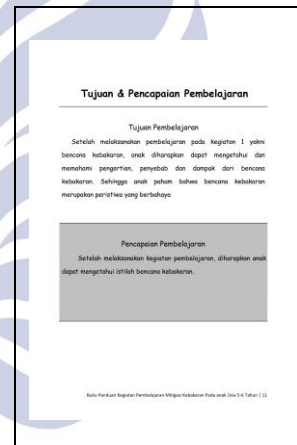 Tujuan & Pencapaian Pembelajaran
Tujuan Pembelajaran
Setelah melaksanakan pembelajaran pada kegiatan 1 yakni
bencana kebakaran, anak diharapkan dapat mengetahui dan
memahami pengertian, penyebab dan dampak dari bencana
kebakaran. Sehingga anak paham bahwa bencana kebakaran
merupakan peristiwa yang berbahaya
Pencapaian Pembelajaran
Setelah melaksanakan kegiatan pembelajaran, diharapkan anak
dapat mengetahui istilah bencana kebakaran.
Buku Panduan Kegiatan Pembelajaran Mitigasi Kebakaran Pada anak Usia 5-6 Tahun | 11